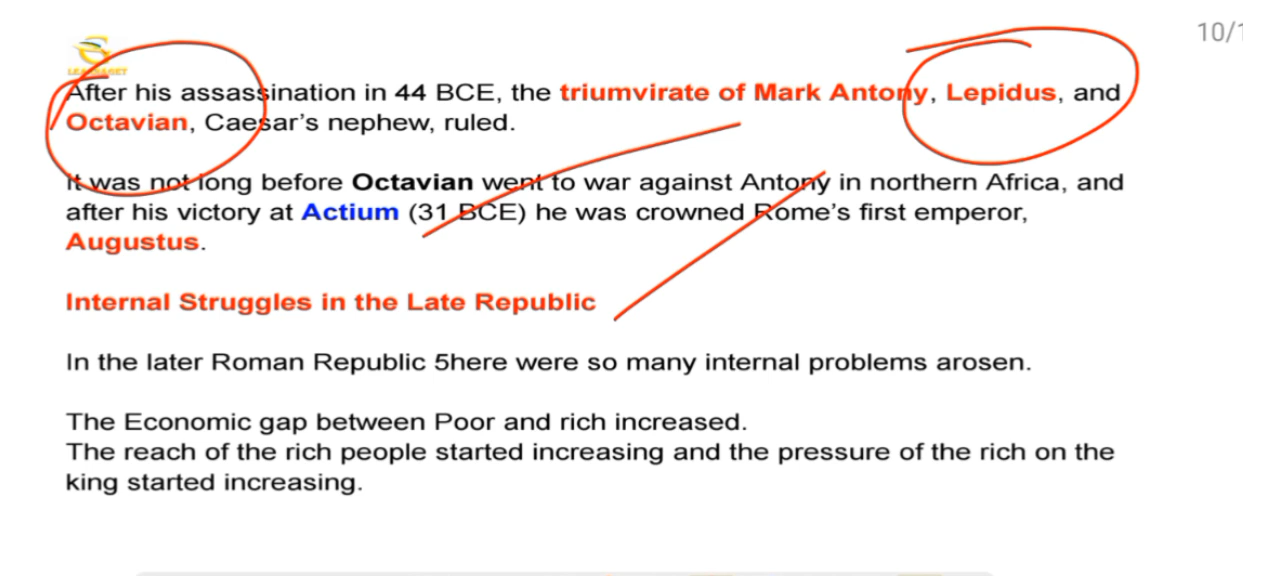 10/1
After his assassination in 44 BCE, the triumvirate of Mark Antony, Lepidus, and
Octavian, Caesar’s nephew, ruled.
It was not long before Octavian went to war against Antony in northern Africa, and
after his victory at Actium (31 BCE) he was crowned Rome’s first emperor,
Augustus.
Internal Struggles in the Late Republic
In the later Roman Republic 5here were so many internal problems arosen.
The Economic gap between Poor and rich increased.
The reach of the rich people started increasing and the pressure of the rich on the
king started increasing.